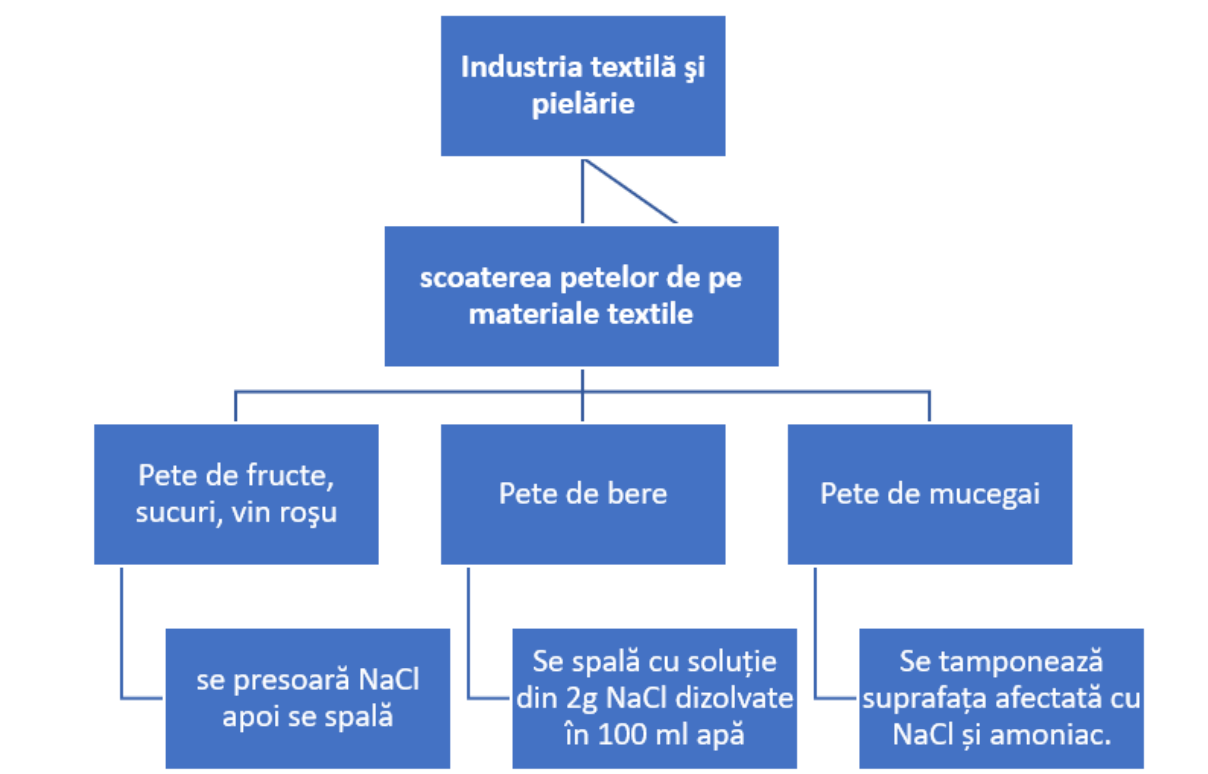 Industria textilă şi
pielărie
scoaterea petelor de pe
materiale textile
Pete de fructe,
sucuri, vin roşu
Pete de bere
Pete de mucegai
se presoară NaCl
apoi se spală
Se spală cu soluție
din 2g NaCl dizolvate
în 100 ml apă
Se tamponează
suprafața afectată cu
NaCl și amoniac.